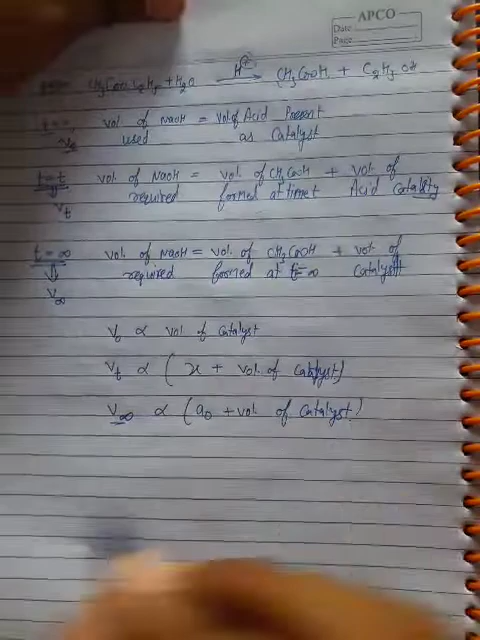 APCO
Date
Page
CH3COOC2H5 + H2O H⊕ → CH3COOH + C2H5OH
t = 0 vol. of NaOH = vol of Acid Present
V0 used as Catalyst
t = t vol. of NaOH = vol. of CH3COOH + vol. of
required formed at time t Acid Catalyst
Vt
t = ∞ vol. of NaOH = vol. of CH3COOH + vol. of
required formed at t=∞ Catalyst
V∞
V0 ∝ vol of Catalyst
Vt ∝ (x + vol. of Catalyst)
V∞ ∝ (a0 + vol. of Catalyst)